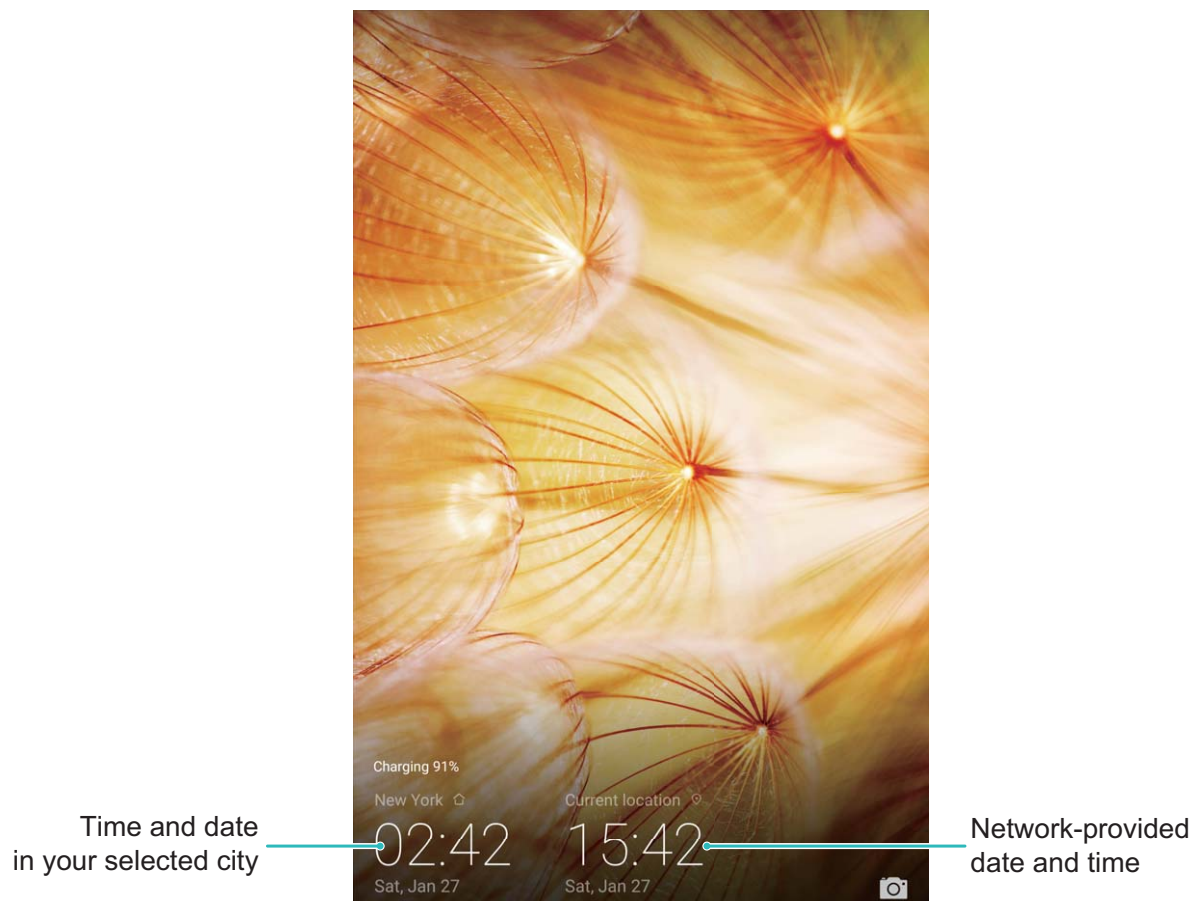 Charging 91%
New York
Current location
02:42
15:42
Sat, Jan 27
Sat, Jan 27
Time and date
in your selected city
Network-provided
date and time